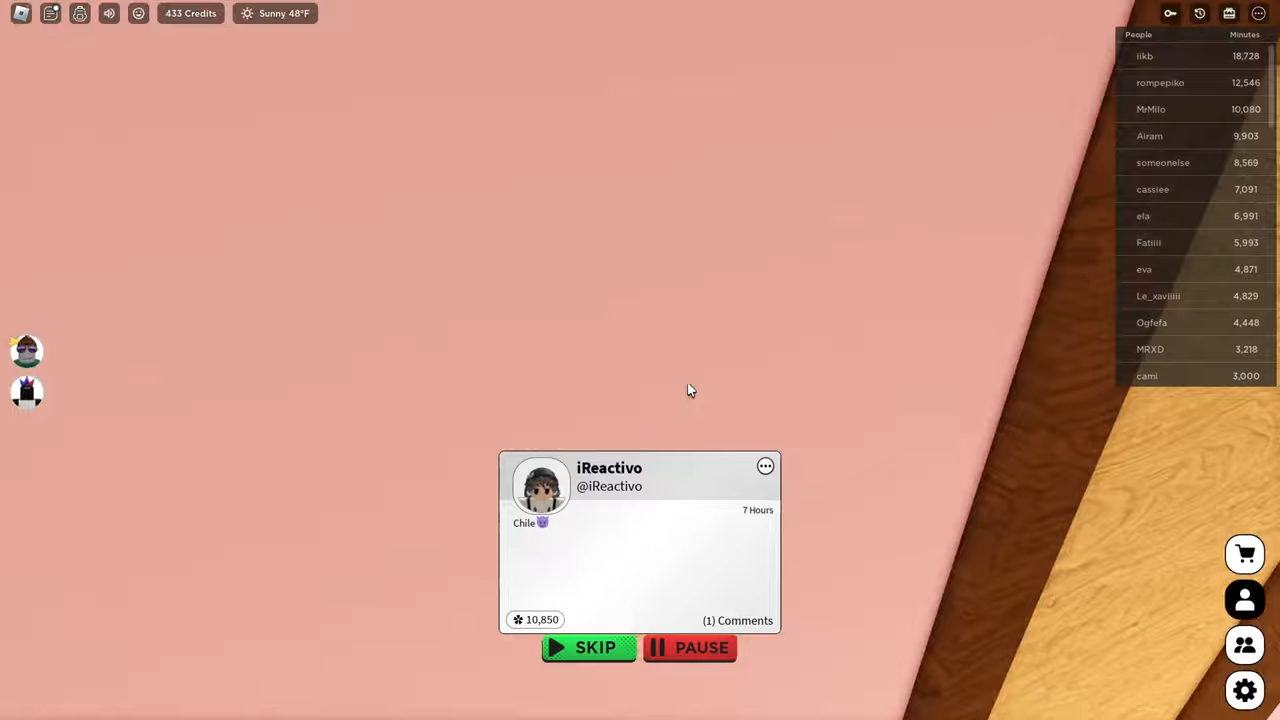 433 Credits
Sunny 48°F
People Minutes
iikb 18,728
rompepiko 12,546
MrMilo 10,080
Airam 9,903
someonelse 8,569
cassiee 7,091
ela 6,991
Fatiiii 5,993
eva 4,871
Le_xaviiiii 4,829
Ogfefa 4,448
MRXD 3,218
cami 3,000
iReactivo
@iReactivo
7 Hours
Chile😈
10,850
(1) Comments
SKIP
PAUSE